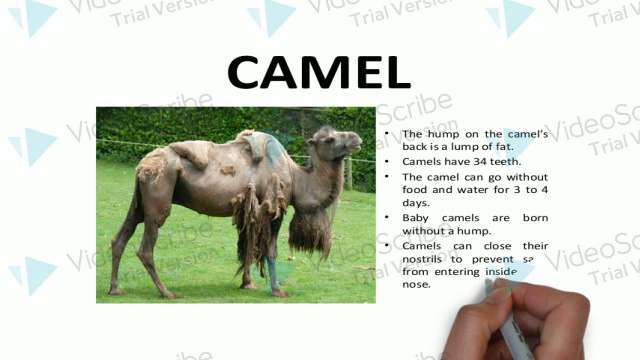 CAMEL
• The hump on the camel's
back is a lump of fat.
• Camels have 34 teeth.
• The camel can go without
food and water for 3 to 4
days.
• Baby camels are born
without a hump.
• Camels can close their
nostrils to prevent
from entering inside
nose.
VideoScribe
Trial Version